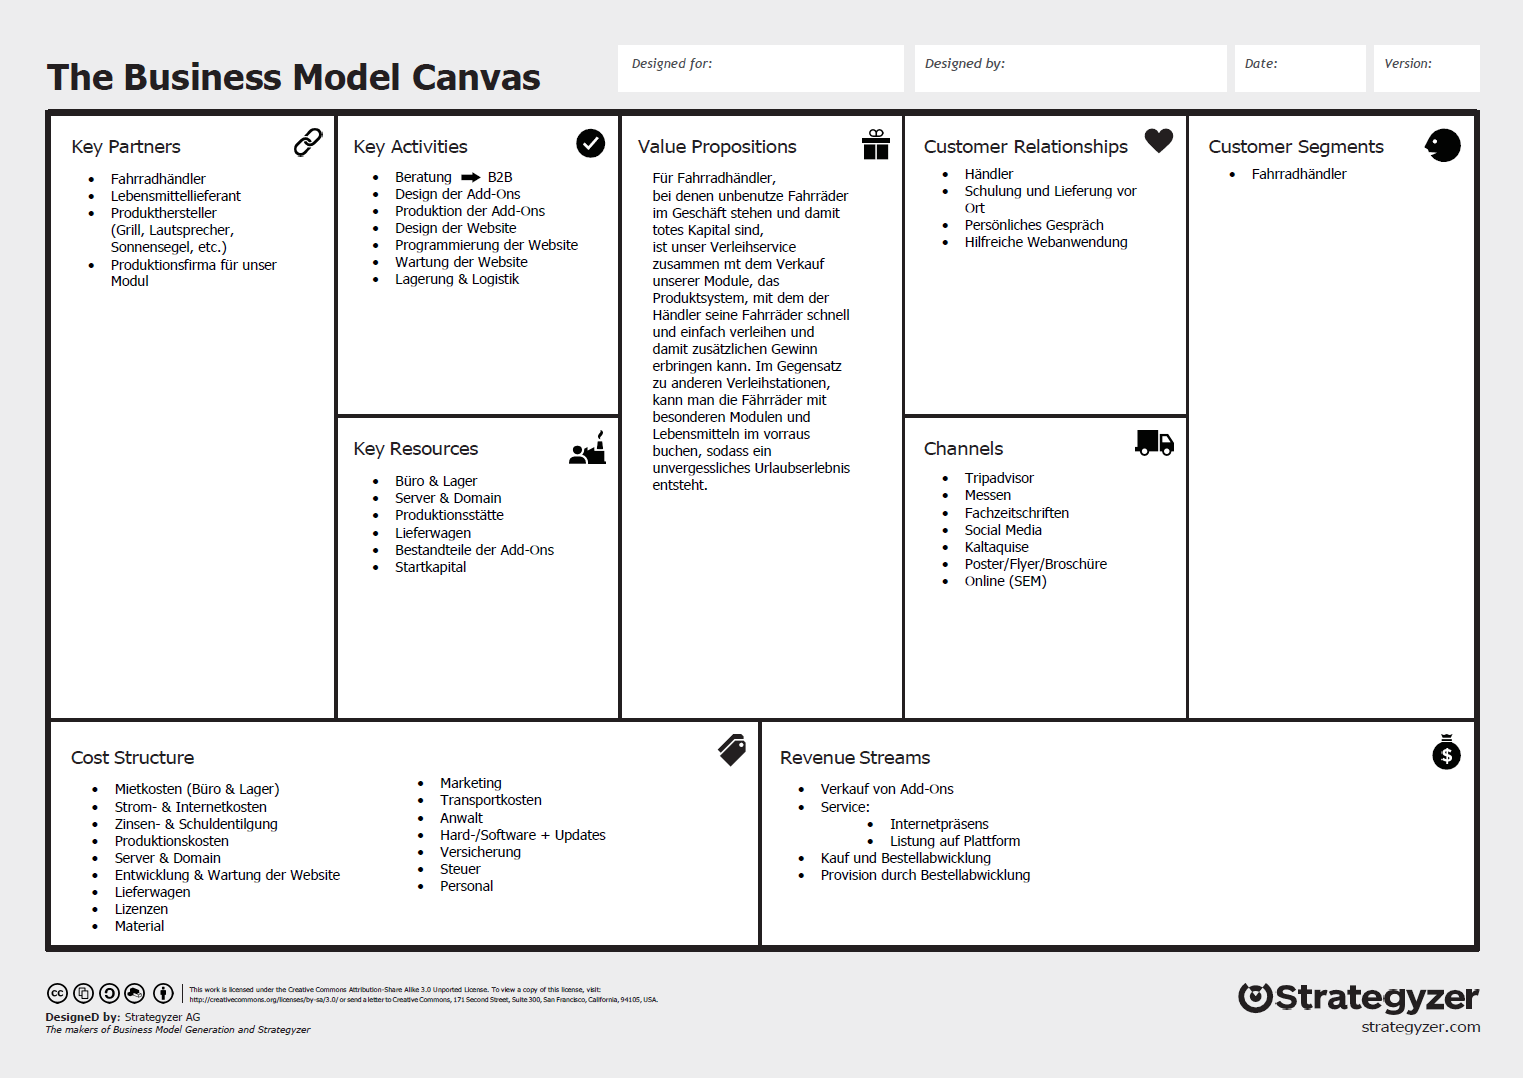 The Business Model Canvas
Designed for:
Designed by:
Date:
Version:
Key Partners
• Fahrradhändler
• Lebensmittellieferant
• Produkthersteller
(Grill, Lautsprecher,
Sonnensegel, etc.)
• Produktionsfirma für unser
Modul
Key Activities
• Beratung ➡ B2B
• Design der Add-Ons
• Produktion der Add-Ons
• Design der Website
• Programmierung der Website
• Wartung der Website
• Lagerung & Logistik
Key Resources
• Büro & Lager
• Server & Domain
• Produktionsstätte
• Lieferwagen
• Bestandteile der Add-Ons
• Startkapital
Value Propositions
Für Fahrradhändler,
bei denen unbenutze Fahrräder
im Geschäft stehen und damit
totes Kapital sind,
ist unser Verleihservice
zusammen mt dem Verkauf
unserer Module, das
Produktsystem, mit dem der
Händler seine Fahrräder schnell
und einfach verleihen und
damit zusätzlichen Gewinn
erbringen kann. Im Gegensatz
zu anderen Verleihstationen,
kann man die Fährräder mit
besonderen Modulen und
Lebensmitteln im vorraus
buchen, sodass ein
unvergessliches Urlaubserlebnis
entsteht.
Customer Relationships
• Händler
• Schulung und Lieferung vor
Ort
• Persönliches Gespräch
• Hilfreiche Webanwendung
Channels
• Tripadvisor
• Messen
• Fachzeitschriften
• Social Media
• Kaltaquise
• Poster/Flyer/Broschüre
• Online (SEM)
Customer Segments
• Fahrradhändler
Cost Structure
• Mietkosten (Büro & Lager)
• Strom- & Internetkosten
• Zinsen- & Schuldentilgung
• Produktionskosten
• Server & Domain
• Entwicklung & Wartung der Website
• Lieferwagen
• Lizenzen
• Material
• Marketing
• Transportkosten
• Anwalt
• Hard-/Software + Updates
• Versicherung
• Steuer
• Personal
Revenue Streams
$
• Verkauf von Add-Ons
• Service:
• Internetpräsens
• Listung auf Plattform
• Kauf und Bestellabwicklung
• Provision durch Bestellabwicklung
cc
This work is licensed under the Creative Commons Attribution-Share Alike 3.0 Unported License. To view a copy of this license, visit:
http://creativecommons.org/licenses/by-sa/3.0/ or send a letter to Creative Commons, 171 Second Street, Suite 300, San Francisco, California, 94105, USA.
DesigneD by: Strategyzer AG
The makers of Business Model Generation and Strategyzer
Strategyzer
strategyzer.com